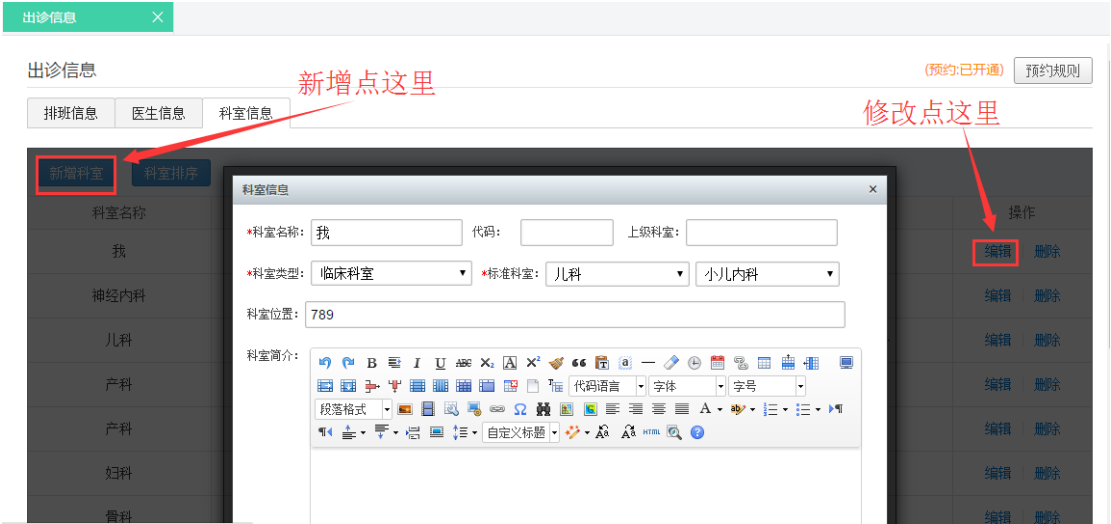 出诊信息
出诊信息
(预约:已开通) 预约规则
新增点这里
修改点这里
排班信息 医生信息 科室信息
新增科室 科室排序
科室信息
科室名称 操作
*科室名称: 我 代码: 上级科室:
我 编辑 删除
*科室类型: 临床科室 *标准科室: 儿科 小儿内科
神经内科 编辑 删除
科室位置: 789
儿科 编辑 删除
科室简介:
B I U ABC X₂ A X² T a
产科 编辑 删除
代码语言 字体 字号
段落格式 A ab
产科 编辑 删除
自定义标题 HTML
妇科 编辑 删除
骨科 编辑 删除